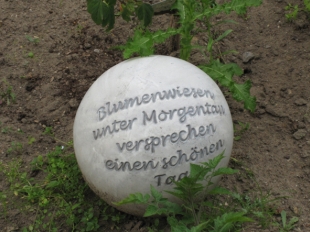 Blumenwiesen
unter Morgentau
versprechen
einen schönen
Tag